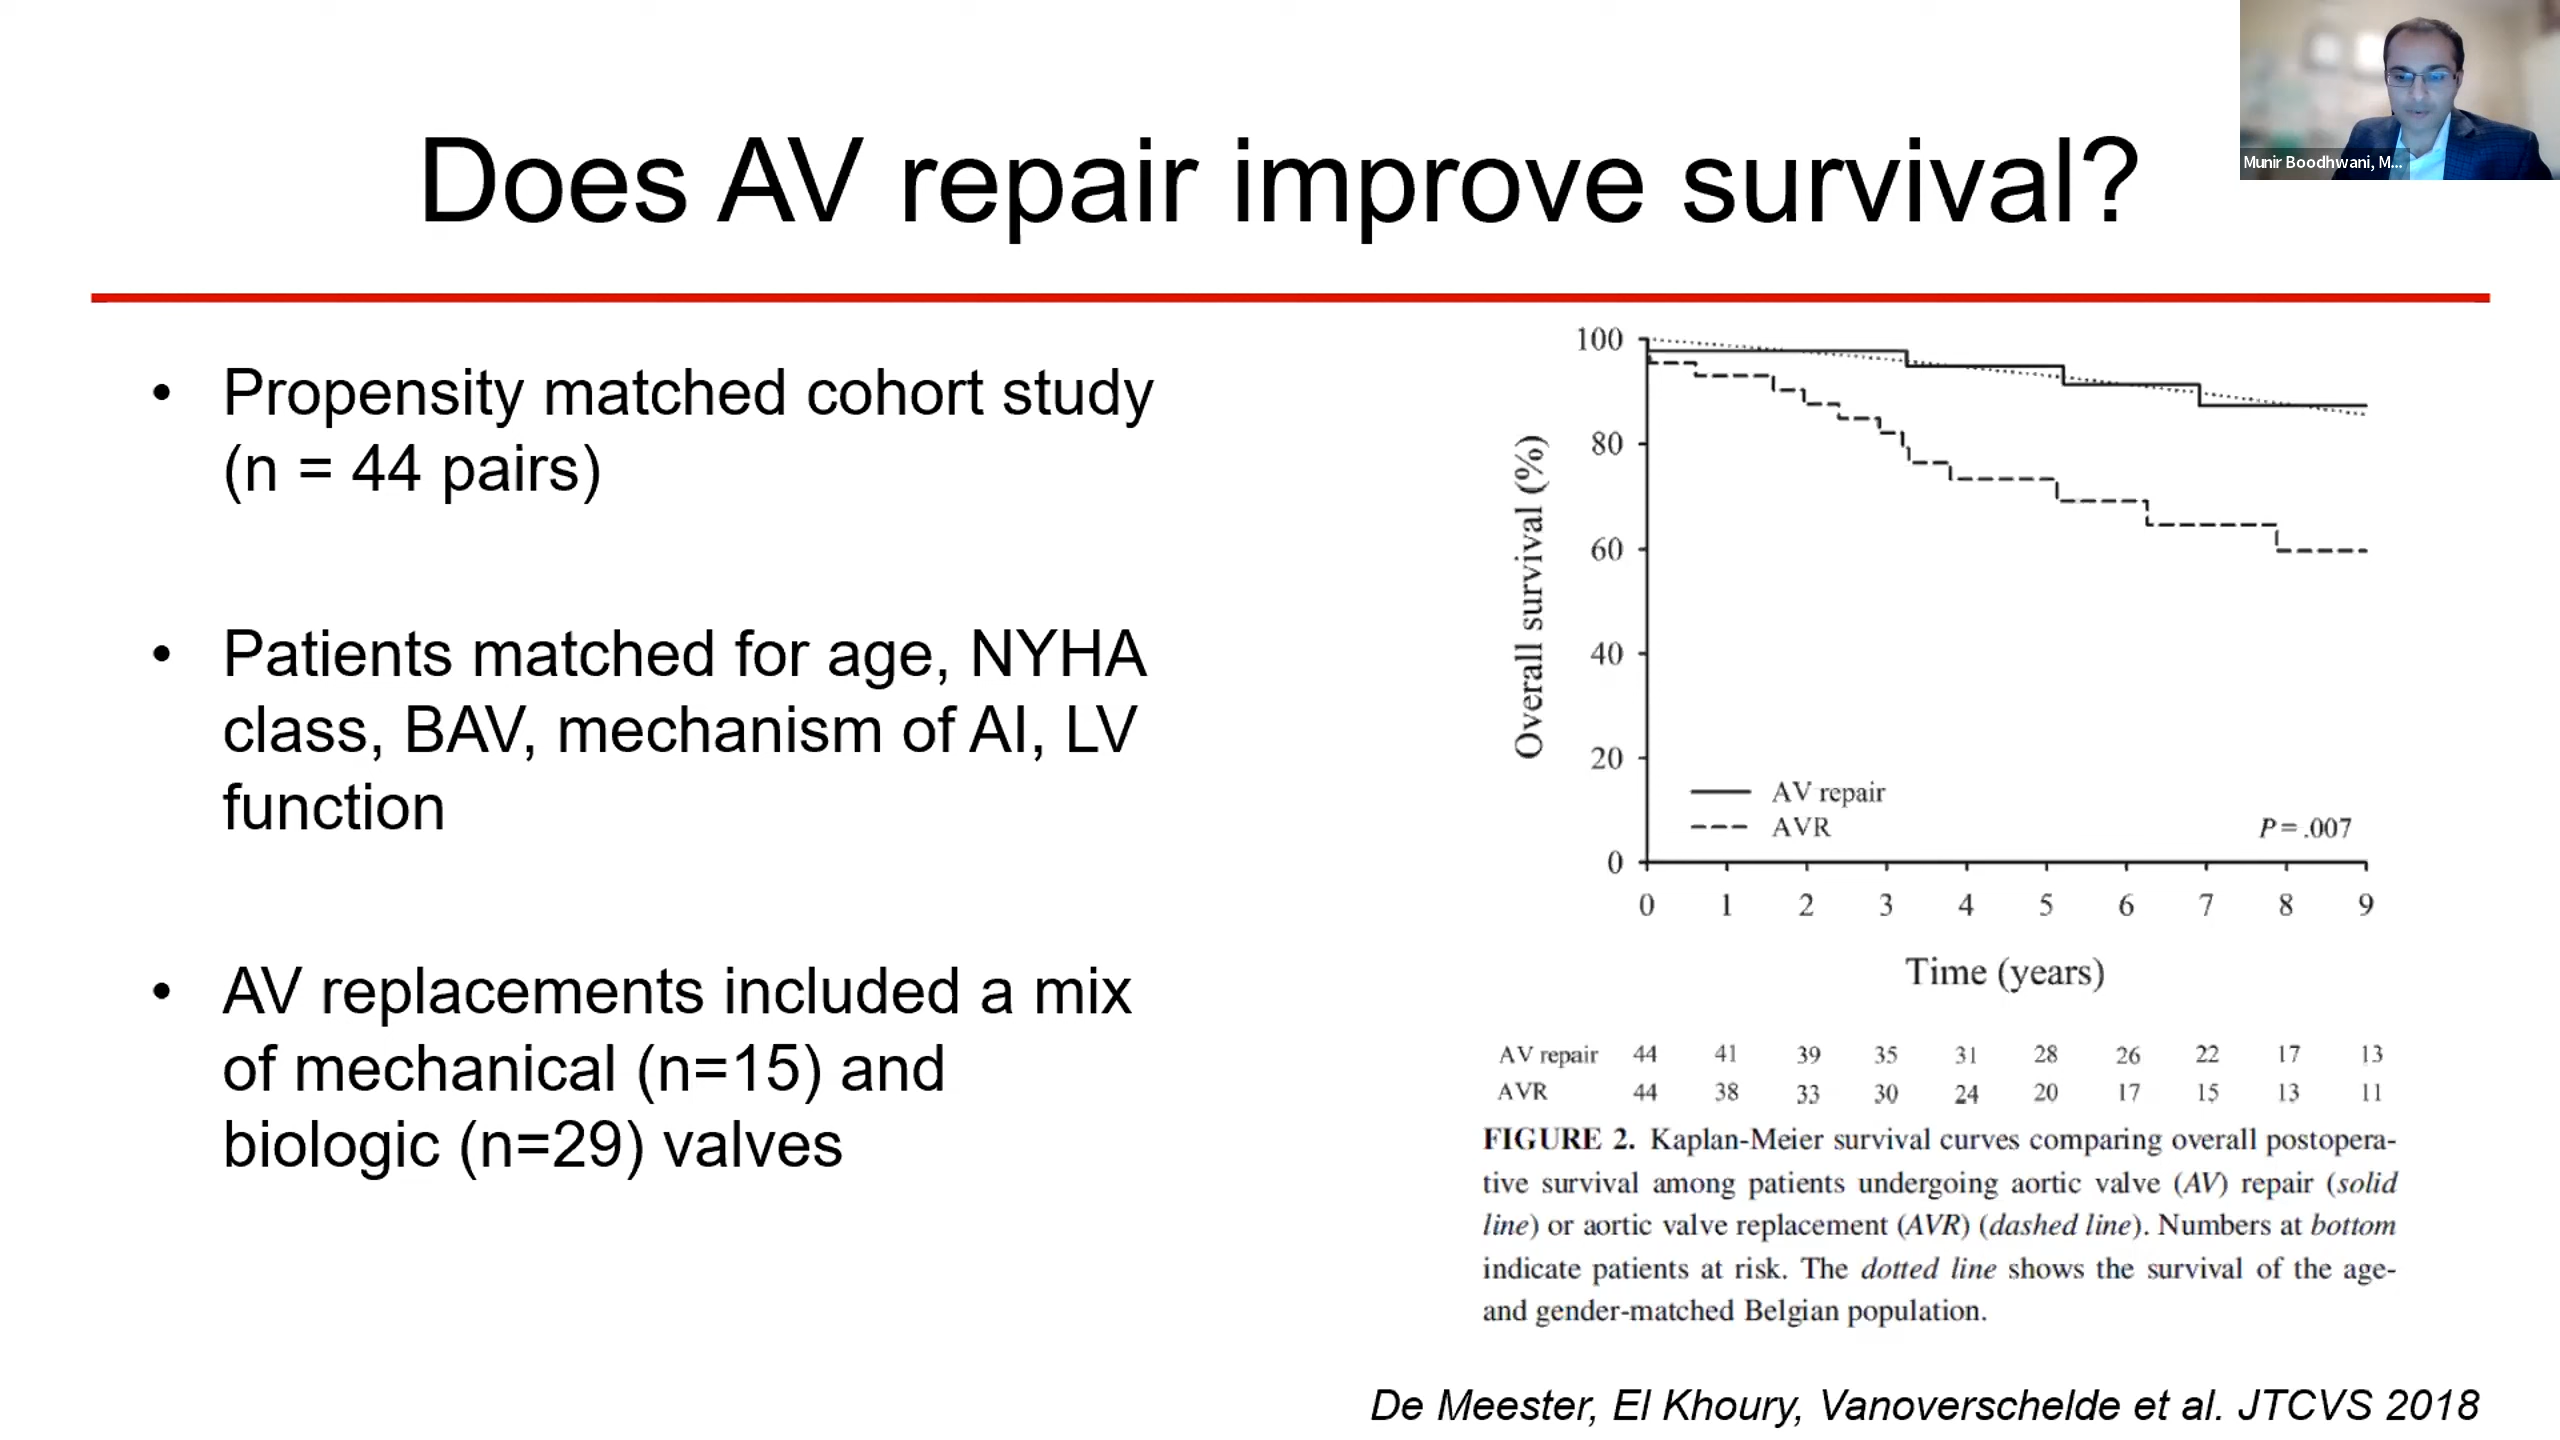 Does AV repair improve survival?
Munir Boodhwani, M...
• Propensity matched cohort study
(n = 44 pairs)
• Patients matched for age, NYHA
class, BAV, mechanism of AI, LV
function
• AV replacements included a mix
of mechanical (n=15) and
biologic (n=29) valves
Overall survival (%)
100
80
60
40
20
0
AV repair
AVR
P = .007
0 1 2 3 4 5 6 7 8 9
Time (years)
AV repair 44 41 39 35 31 28 26 22 17 13
AVR 44 38 33 30 24 20 17 15 13 11
FIGURE 2. Kaplan-Meier survival curves comparing overall postopera-
tive survival among patients undergoing aortic valve (AV) repair (solid
line) or aortic valve replacement (AVR) (dashed line). Numbers at bottom
indicate patients at risk. The dotted line shows the survival of the age-
and gender-matched Belgian population.
De Meester, El Khoury, Vanoverschelde et al. JTCVS 2018